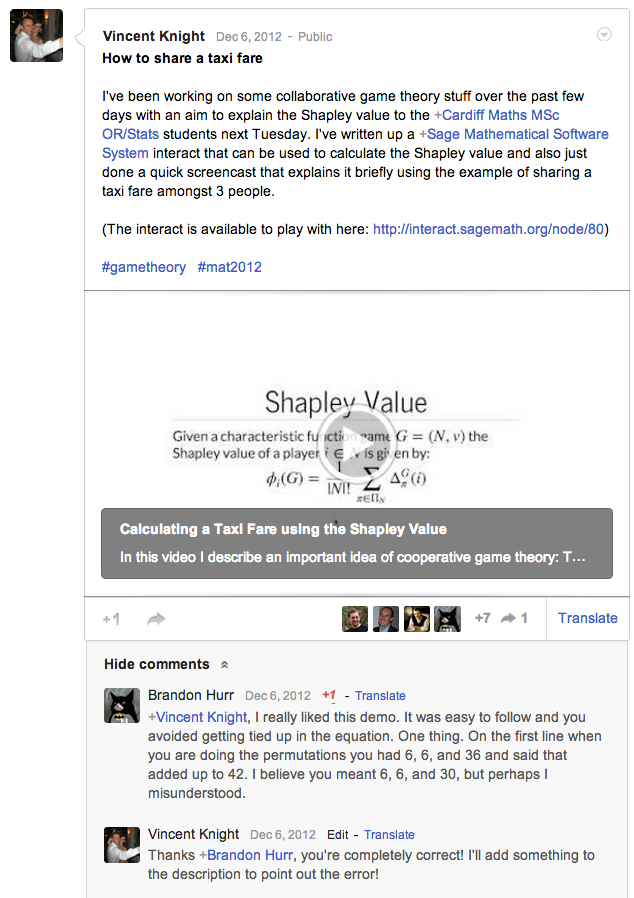 Vincent Knight Dec 6, 2012 - Public
How to share a taxi fare
I've been working on some collaborative game theory stuff over the past few
days with an aim to explain the Shapley value to the +Cardiff Maths MSc
OR/Stats students next Tuesday. I've written up a +Sage Mathematical Software
System interact that can be used to calculate the Shapley value and also just
done a quick screencast that explains it briefly using the example of sharing a
taxi fare amongst 3 people.
(The interact is available to play with here: http://interact.sagemath.org/node/80)
#gametheory #mat2012
Shapley Value
Given a characteristic function game G = (N, v) the
Shapley value of a player i ∈ N is given by:
ϕᵢ(G) = 1/|N|! ∑π∈Π_N Δ^G_π(i)
Calculating a Taxi Fare using the Shapley Value
In this video I describe an important idea of cooperative game theory: T...
+1 +7 1 Translate
Hide comments
Brandon Hurr Dec 6, 2012 +1 - Translate
+Vincent Knight, I really liked this demo. It was easy to follow and you
avoided getting tied up in the equation. One thing. On the first line when
you are doing the permutations you had 6, 6, and 36 and said that
added up to 42. I believe you meant 6, 6, and 30, but perhaps I
misunderstood.
Vincent Knight Dec 6, 2012 Edit - Translate
Thanks +Brandon Hurr, you're completely correct! I'll add something to
the description to point out the error!